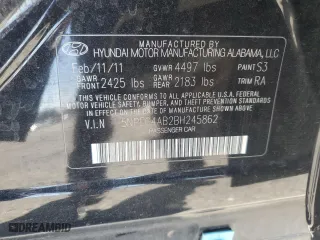 MANUFACTURED BY
HYUNDAI MOTOR MANUFACTURING ALABAMA, LLC
Feb/11/11 GVWR 4497 lbs PAINT S3
GAWR FRONT 2425 lbs GAWR REAR 2183 lbs TRIM RA
THIS VEHICLE CONFORMS TO ALL APPLICABLE
FEDERAL MOTOR VEHICLE SAFETY, BUMPER, AND THEFT
PREVENTION STANDARDS IN EFFECT ON THE DATE OF
MANUFACTURE SHOWN ABOVE.
V.I.N
PASSENGER CAR